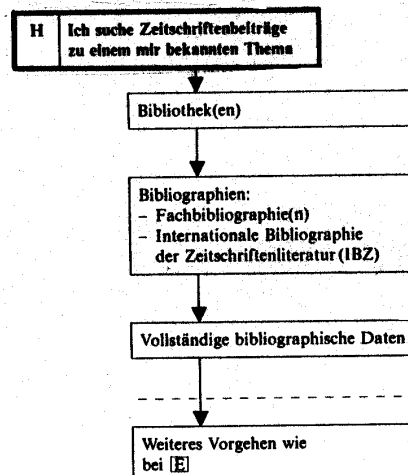 H Ich suche Zeitschriftenbeiträge
zu einem mir bekannten Thema
Bibliothek(en)
Bibliographien:
– Fachbibliographie(n)
– Internationale Bibliographie
der Zeitschriftenliteratur (IBZ)
Vollständige bibliographische Daten
Weiteres Vorgehen wie
bei E